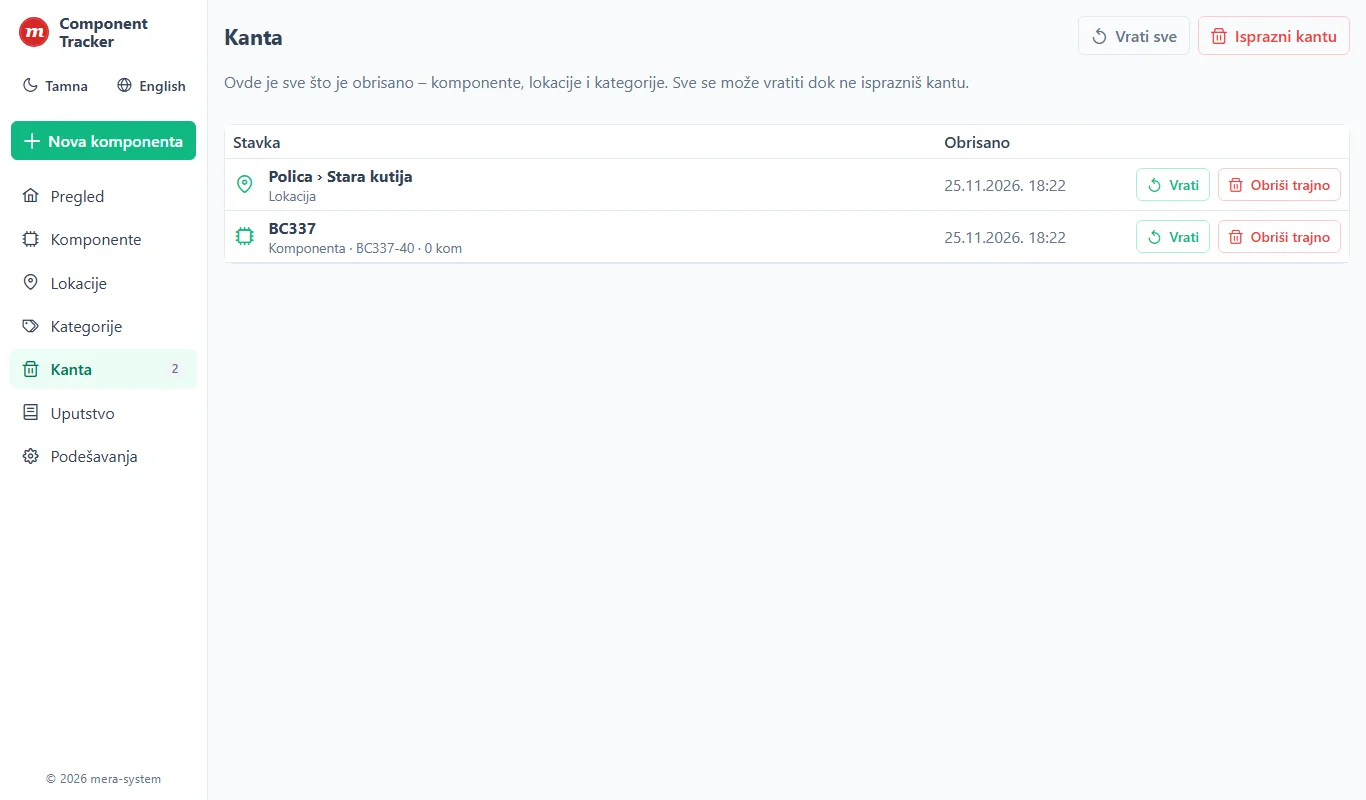 m
Component
Tracker
Tamna
English
Nova komponenta
Pregled
Komponente
Lokacije
Kategorije
Kanta
2
Uputstvo
Podešavanja
© 2026 mera-system
Kanta
Vrati sve
Isprazni kantu
Ovde je sve što je obrisano – komponente, lokacije i kategorije. Sve se može vratiti dok ne isprazniš kantu.
Stavka
Obrisano
Polica › Stara kutija
Lokacija
25.11.2026. 18:22
Vrati
Obriši trajno
BC337
Komponenta · BC337-40 · 0 kom
25.11.2026. 18:22
Vrati
Obriši trajno